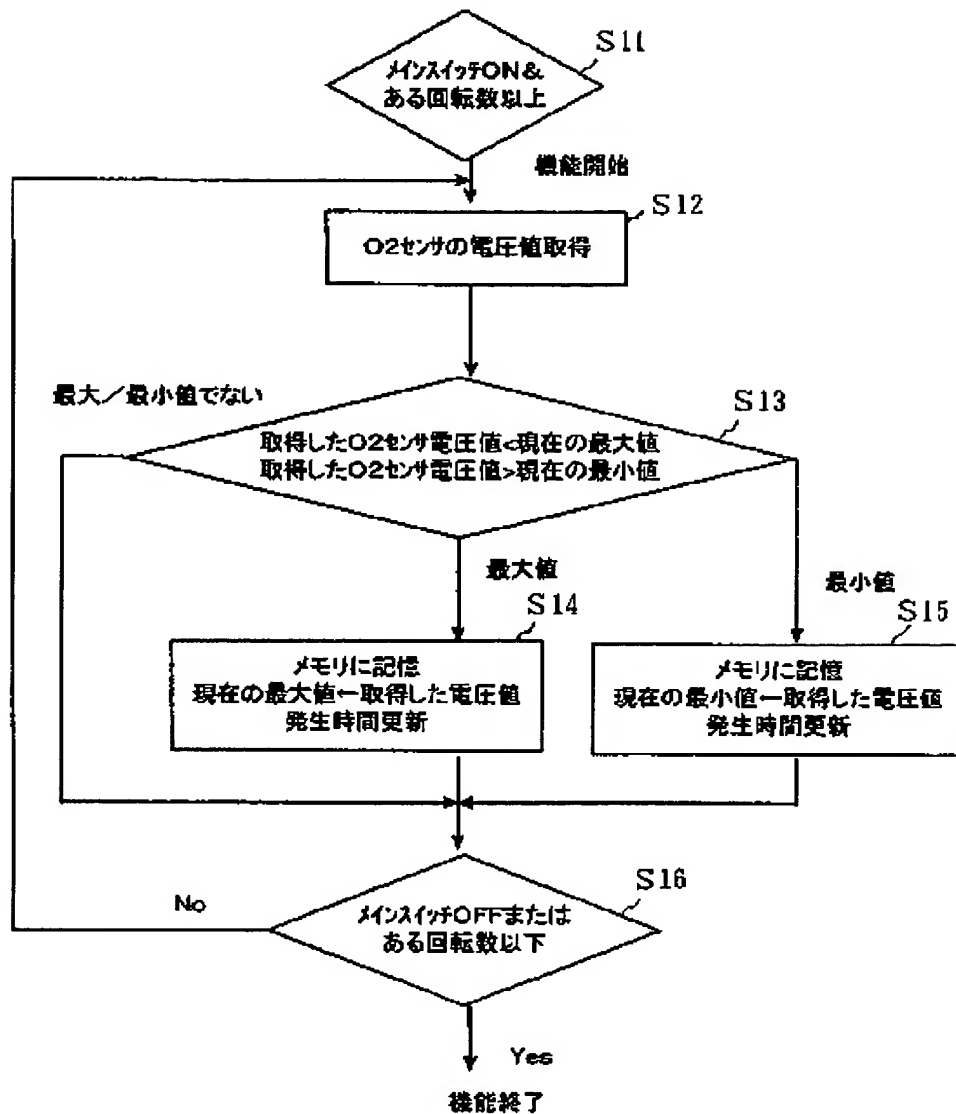 S11
メインスイッチON&
ある回転数以上
機能開始
S12
O2センサの電圧値取得
最大／最小値でない
S13
取得したO2センサ電圧値<現在の最大値
取得したO2センサ電圧値>現在の最小値
最大値
最小値
S14
S15
メモリに記憶
現在の最大値←取得した電圧値
発生時間更新
メモリに記憶
現在の最小値←取得した電圧値
発生時間更新
S16
No
メインスイッチOFFまたは
ある回転数以下
Yes
機能終了